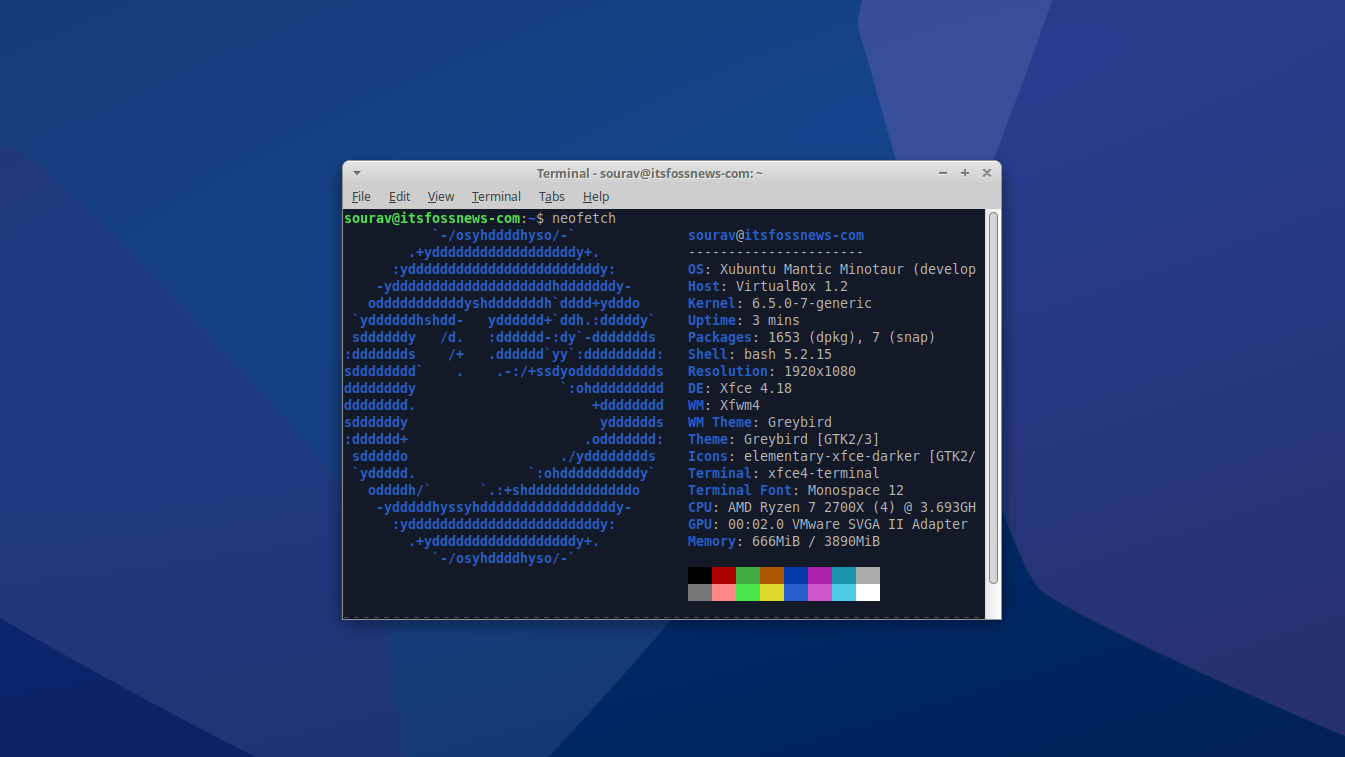 Terminal - sourav@itsfossnews-com: ~
File Edit View Terminal Tabs Help
sourav@itsfossnews-com:~$ neofetch
`-/osyhddddhyso/-` sourav@itsfossnews-com
.+yddddddddddddddddddy+. ----------------------
:yddddddddddddddddddddddddy: OS: Xubuntu Mantic Minotaur (develop
-yddddddddddddddddddddhdddddddy- Host: VirtualBox 1.2
odddddddddddyshdddddddh`dddd+ydddo Kernel: 6.5.0-7-generic
`yddddddhshdd- ydddddd+`ddh.:dddddy` Uptime: 3 mins
sddddddy /d. :dddddd-:dy`-ddddddds Packages: 1653 (dpkg), 7 (snap)
:ddddddds /+ .dddddd`yy`:ddddddddd: Shell: bash 5.2.15
sdddddddd` . .-:/+ssdyodddddddddds Resolution: 1920x1080
ddddddddy `:ohddddddddd DE: Xfce 4.18
dddddddd. +dddddddd WM: Xfwm4
sddddddy ydddddds WM Theme: Greybird
:dddddd+ .oddddddd: Theme: Greybird [GTK2/3]
sdddddo ./ydddddddds Icons: elementary-xfce-darker [GTK2/
`yddddd. `:ohddddddddddy` Terminal: xfce4-terminal
oddddh/` `.:+shdddddddddddddo Terminal Font: Monospace 12
-ydddddhyssyhdddddddddddddddddy- CPU: AMD Ryzen 7 2700X (4) @ 3.693GH
:yddddddddddddddddddddddddy: GPU: 00:02.0 VMware SVGA II Adapter
.+yddddddddddddddddddy+. Memory: 666MiB / 3890MiB
`-/osyhddddhyso/-`